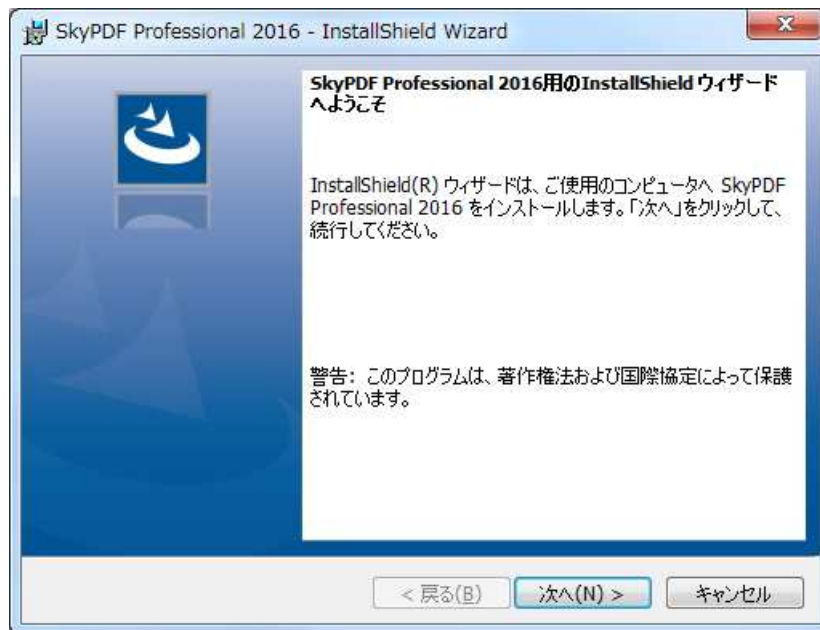 SkyPDF Professional 2016 - InstallShield Wizard
SkyPDF Professional 2016用のInstallShield ウィザード
へようこそ
InstallShield(R) ウィザードは、ご使用のコンピュータへ SkyPDF
Professional 2016 をインストールします。「次へ」をクリックして、
続行してください。
警告: このプログラムは、著作権法および国際協定によって保護
されています。
< 戻る(B)
次へ(N) >
キャンセル